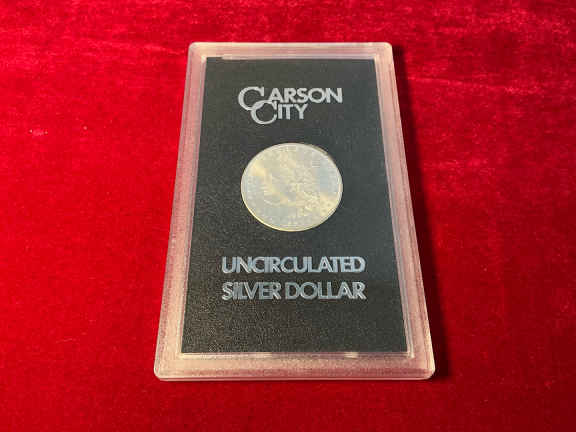 CARSON
CITY
UNCIRCULATED
SILVER DOLLAR